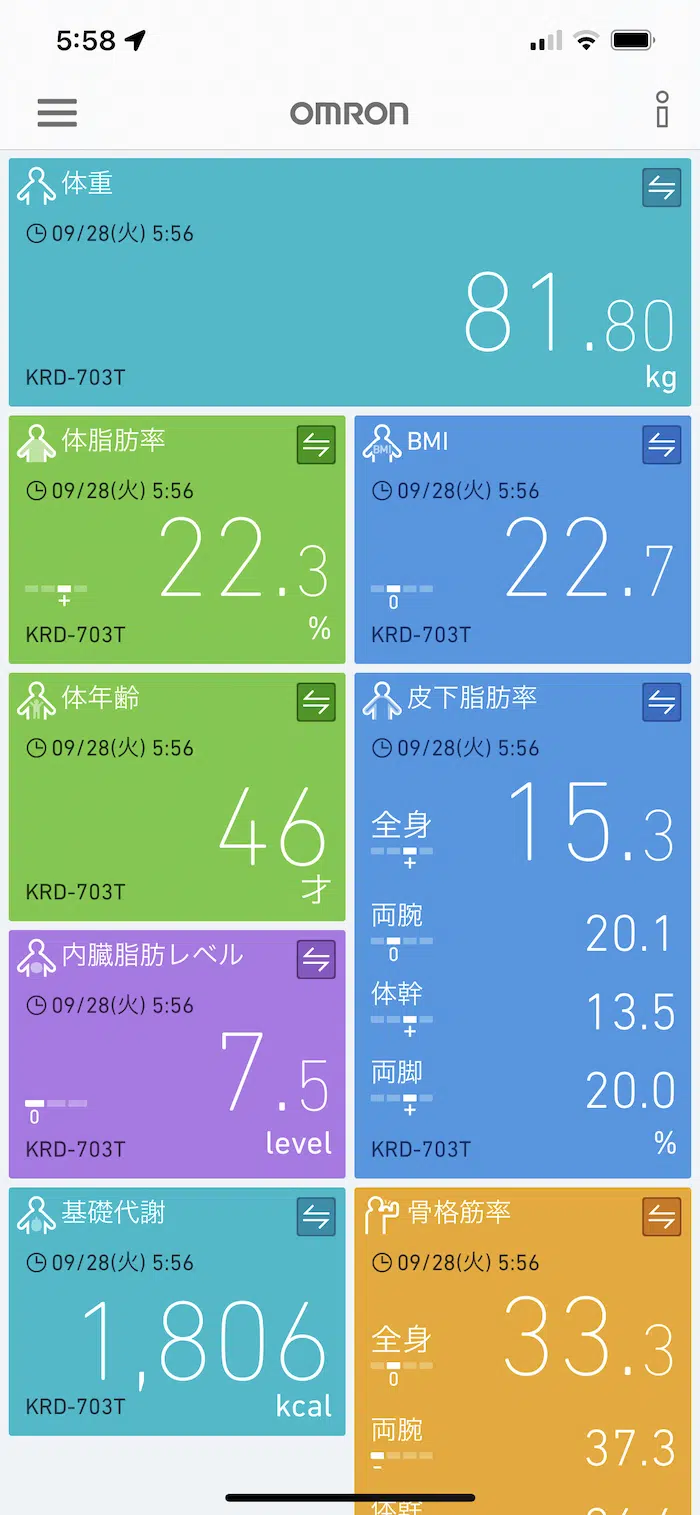 5:58
OMRON
体重
09/28(火) 5:56
81.80
kg
KRD-703T
体脂肪率
09/28(火) 5:56
22.3
+
%
KRD-703T
BMI
BMI
09/28(火) 5:56
22.7
0
KRD-703T
体年齢
09/28(火) 5:56
46
才
KRD-703T
皮下脂肪率
09/28(火) 5:56
全身 15.3
+
両腕 20.1
0
体幹 13.5
+
両脚 20.0
+
%
KRD-703T
内臓脂肪レベル
09/28(火) 5:56
7.5
0
level
KRD-703T
基礎代謝
09/28(火) 5:56
1,806
kcal
KRD-703T
骨格筋率
09/28(火) 5:56
全身 33.3
0
両腕 37.3
-
体幹